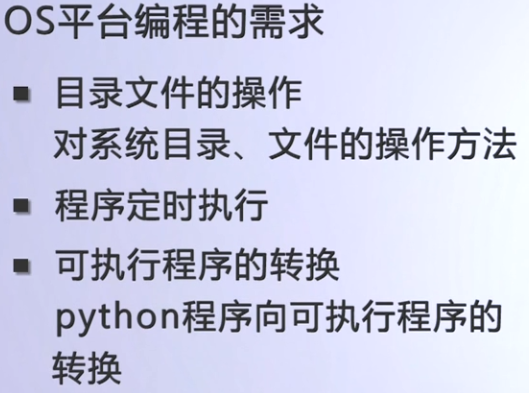 OS平台编程的需求
▪ 目录文件的操作
对系统目录、文件的操作方法
▪ 程序定时执行
▪ 可执行程序的转换
python程序向可执行程序的
转换